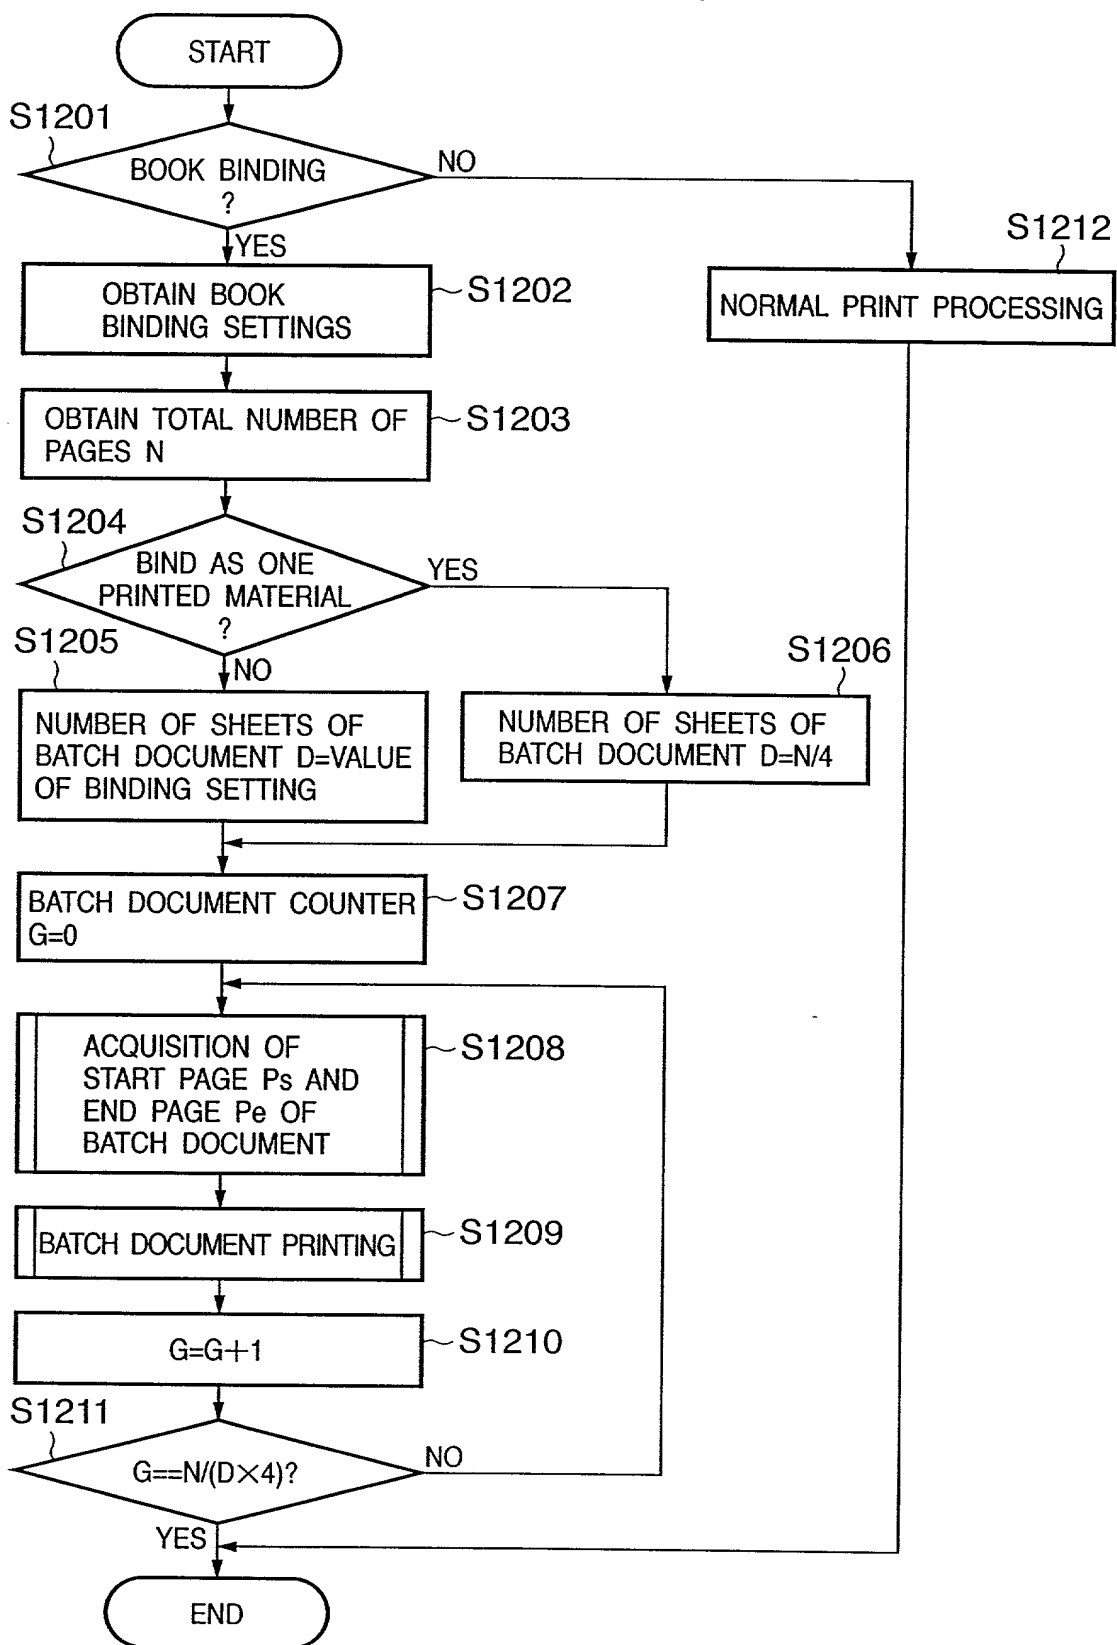 START
S1201
BOOK BINDING
?
NO
YES
S1212
NORMAL PRINT PROCESSING
OBTAIN BOOK
BINDING SETTINGS
S1202
OBTAIN TOTAL NUMBER OF
PAGES N
S1203
S1204
BIND AS ONE
PRINTED MATERIAL
?
YES
NO
S1205
NUMBER OF SHEETS OF
BATCH DOCUMENT D=VALUE
OF BINDING SETTING
S1206
NUMBER OF SHEETS OF
BATCH DOCUMENT D=N/4
BATCH DOCUMENT COUNTER
G=0
S1207
ACQUISITION OF
START PAGE Ps AND
END PAGE Pe OF
BATCH DOCUMENT
S1208
BATCH DOCUMENT PRINTING
S1209
G=G+1
S1210
S1211
G==N/(D×4)?
NO
YES
END